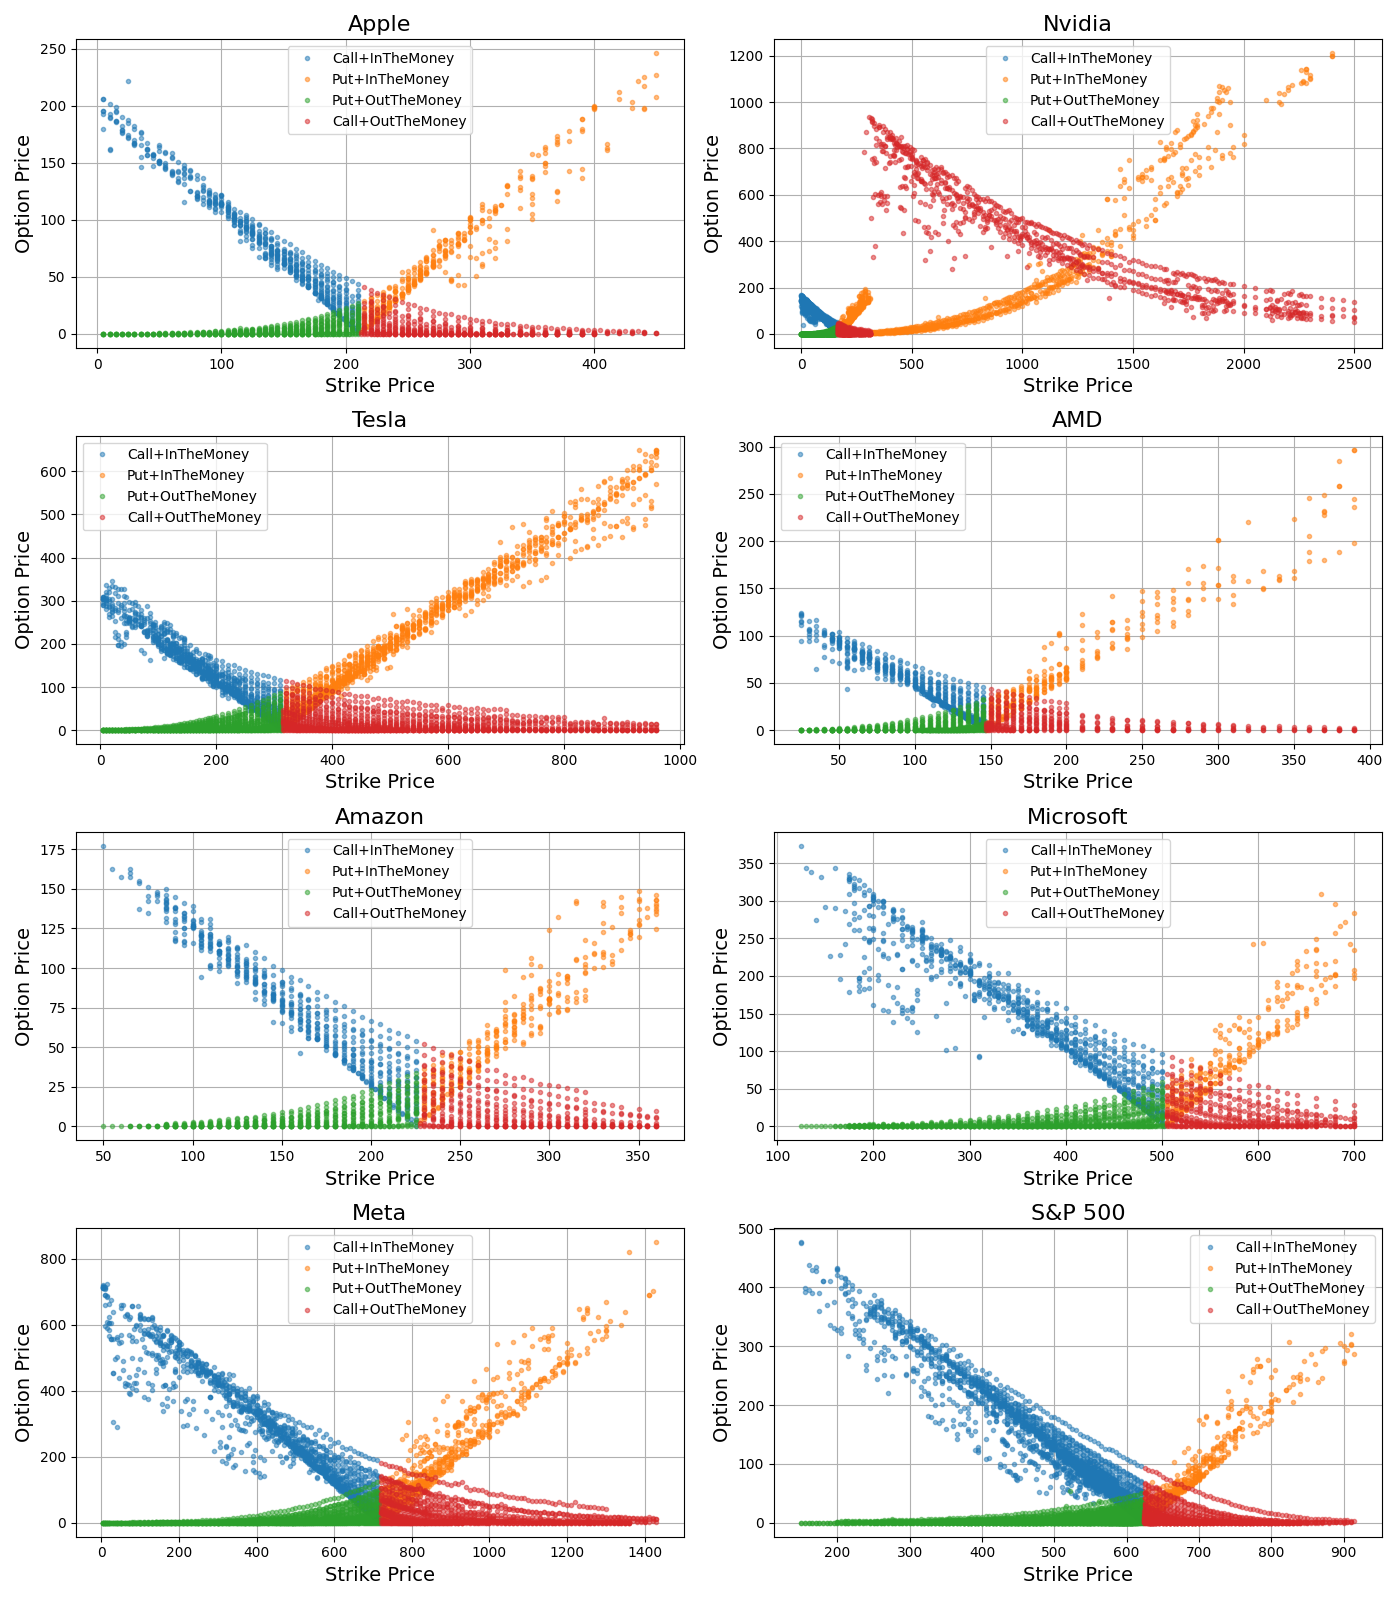 Apple
Option Price
250
200
150
100
50
0
Call+InTheMoney
Put+InTheMoney
Put+OutTheMoney
Call+OutTheMoney
0 100 200 300 400
Strike Price
Nvidia
Option Price
1200
1000
800
600
400
200
0
Call+InTheMoney
Put+InTheMoney
Put+OutTheMoney
Call+OutTheMoney
0 500 1000 1500 2000 2500
Strike Price
Tesla
Option Price
600
500
400
300
200
100
0
Call+InTheMoney
Put+InTheMoney
Put+OutTheMoney
Call+OutTheMoney
0 200 400 600 800 1000
Strike Price
AMD
Option Price
300
250
200
150
100
50
0
Call+InTheMoney
Put+InTheMoney
Put+OutTheMoney
Call+OutTheMoney
50 100 150 200 250 300 350 400
Strike Price
Amazon
Option Price
175
150
125
100
75
50
25
0
Call+InTheMoney
Put+InTheMoney
Put+OutTheMoney
Call+OutTheMoney
50 100 150 200 250 300 350
Strike Price
Microsoft
Option Price
350
300
250
200
150
100
50
0
Call+InTheMoney
Put+InTheMoney
Put+OutTheMoney
Call+OutTheMoney
100 200 300 400 500 600 700
Strike Price
Meta
Option Price
800
600
400
200
0
Call+InTheMoney
Put+InTheMoney
Put+OutTheMoney
Call+OutTheMoney
0 200 400 600 800 1000 1200 1400
Strike Price
S&P 500
Option Price
500
400
300
200
100
0
Call+InTheMoney
Put+InTheMoney
Put+OutTheMoney
Call+OutTheMoney
200 300 400 500 600 700 800 900
Strike Price